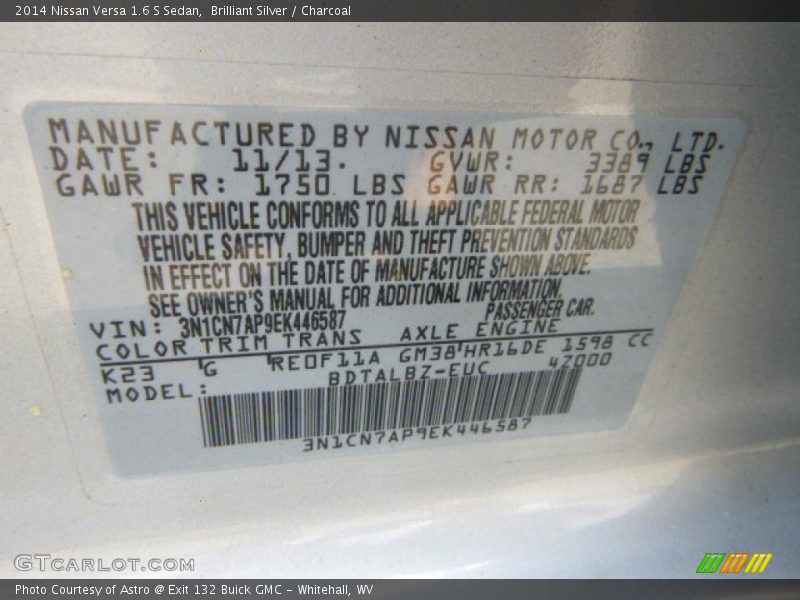 2014 Nissan Versa 1.6 S Sedan,  Brilliant Silver / Charcoal
MANUFACTURED BY NISSAN MOTOR CO., LTD.
DATE: 11/13. GVWR: 3389 LBS
GAWR FR: 1750 LBS GAWR RR: 1687 LBS
THIS VEHICLE CONFORMS TO ALL APPLICABLE FEDERAL MOTOR
VEHICLE SAFETY, BUMPER AND THEFT PREVENTION STANDARDS
IN EFFECT ON THE DATE OF MANUFACTURE SHOWN ABOVE.
SEE OWNER'S MANUAL FOR ADDITIONAL INFORMATION.
VIN: 3N1CN7AP9EK446587 PASSENGER CAR.
COLOR TRIM TRANS AXLE ENGINE
K23 G RE0F11A GM38 HR16DE 1598 CC
MODEL: BDTALBZ-EUC 4Z000
3N1CN7AP9EK446587
GTCARLOT.COM
Photo Courtesy of Astro @ Exit 132 Buick GMC - Whitehall, WV